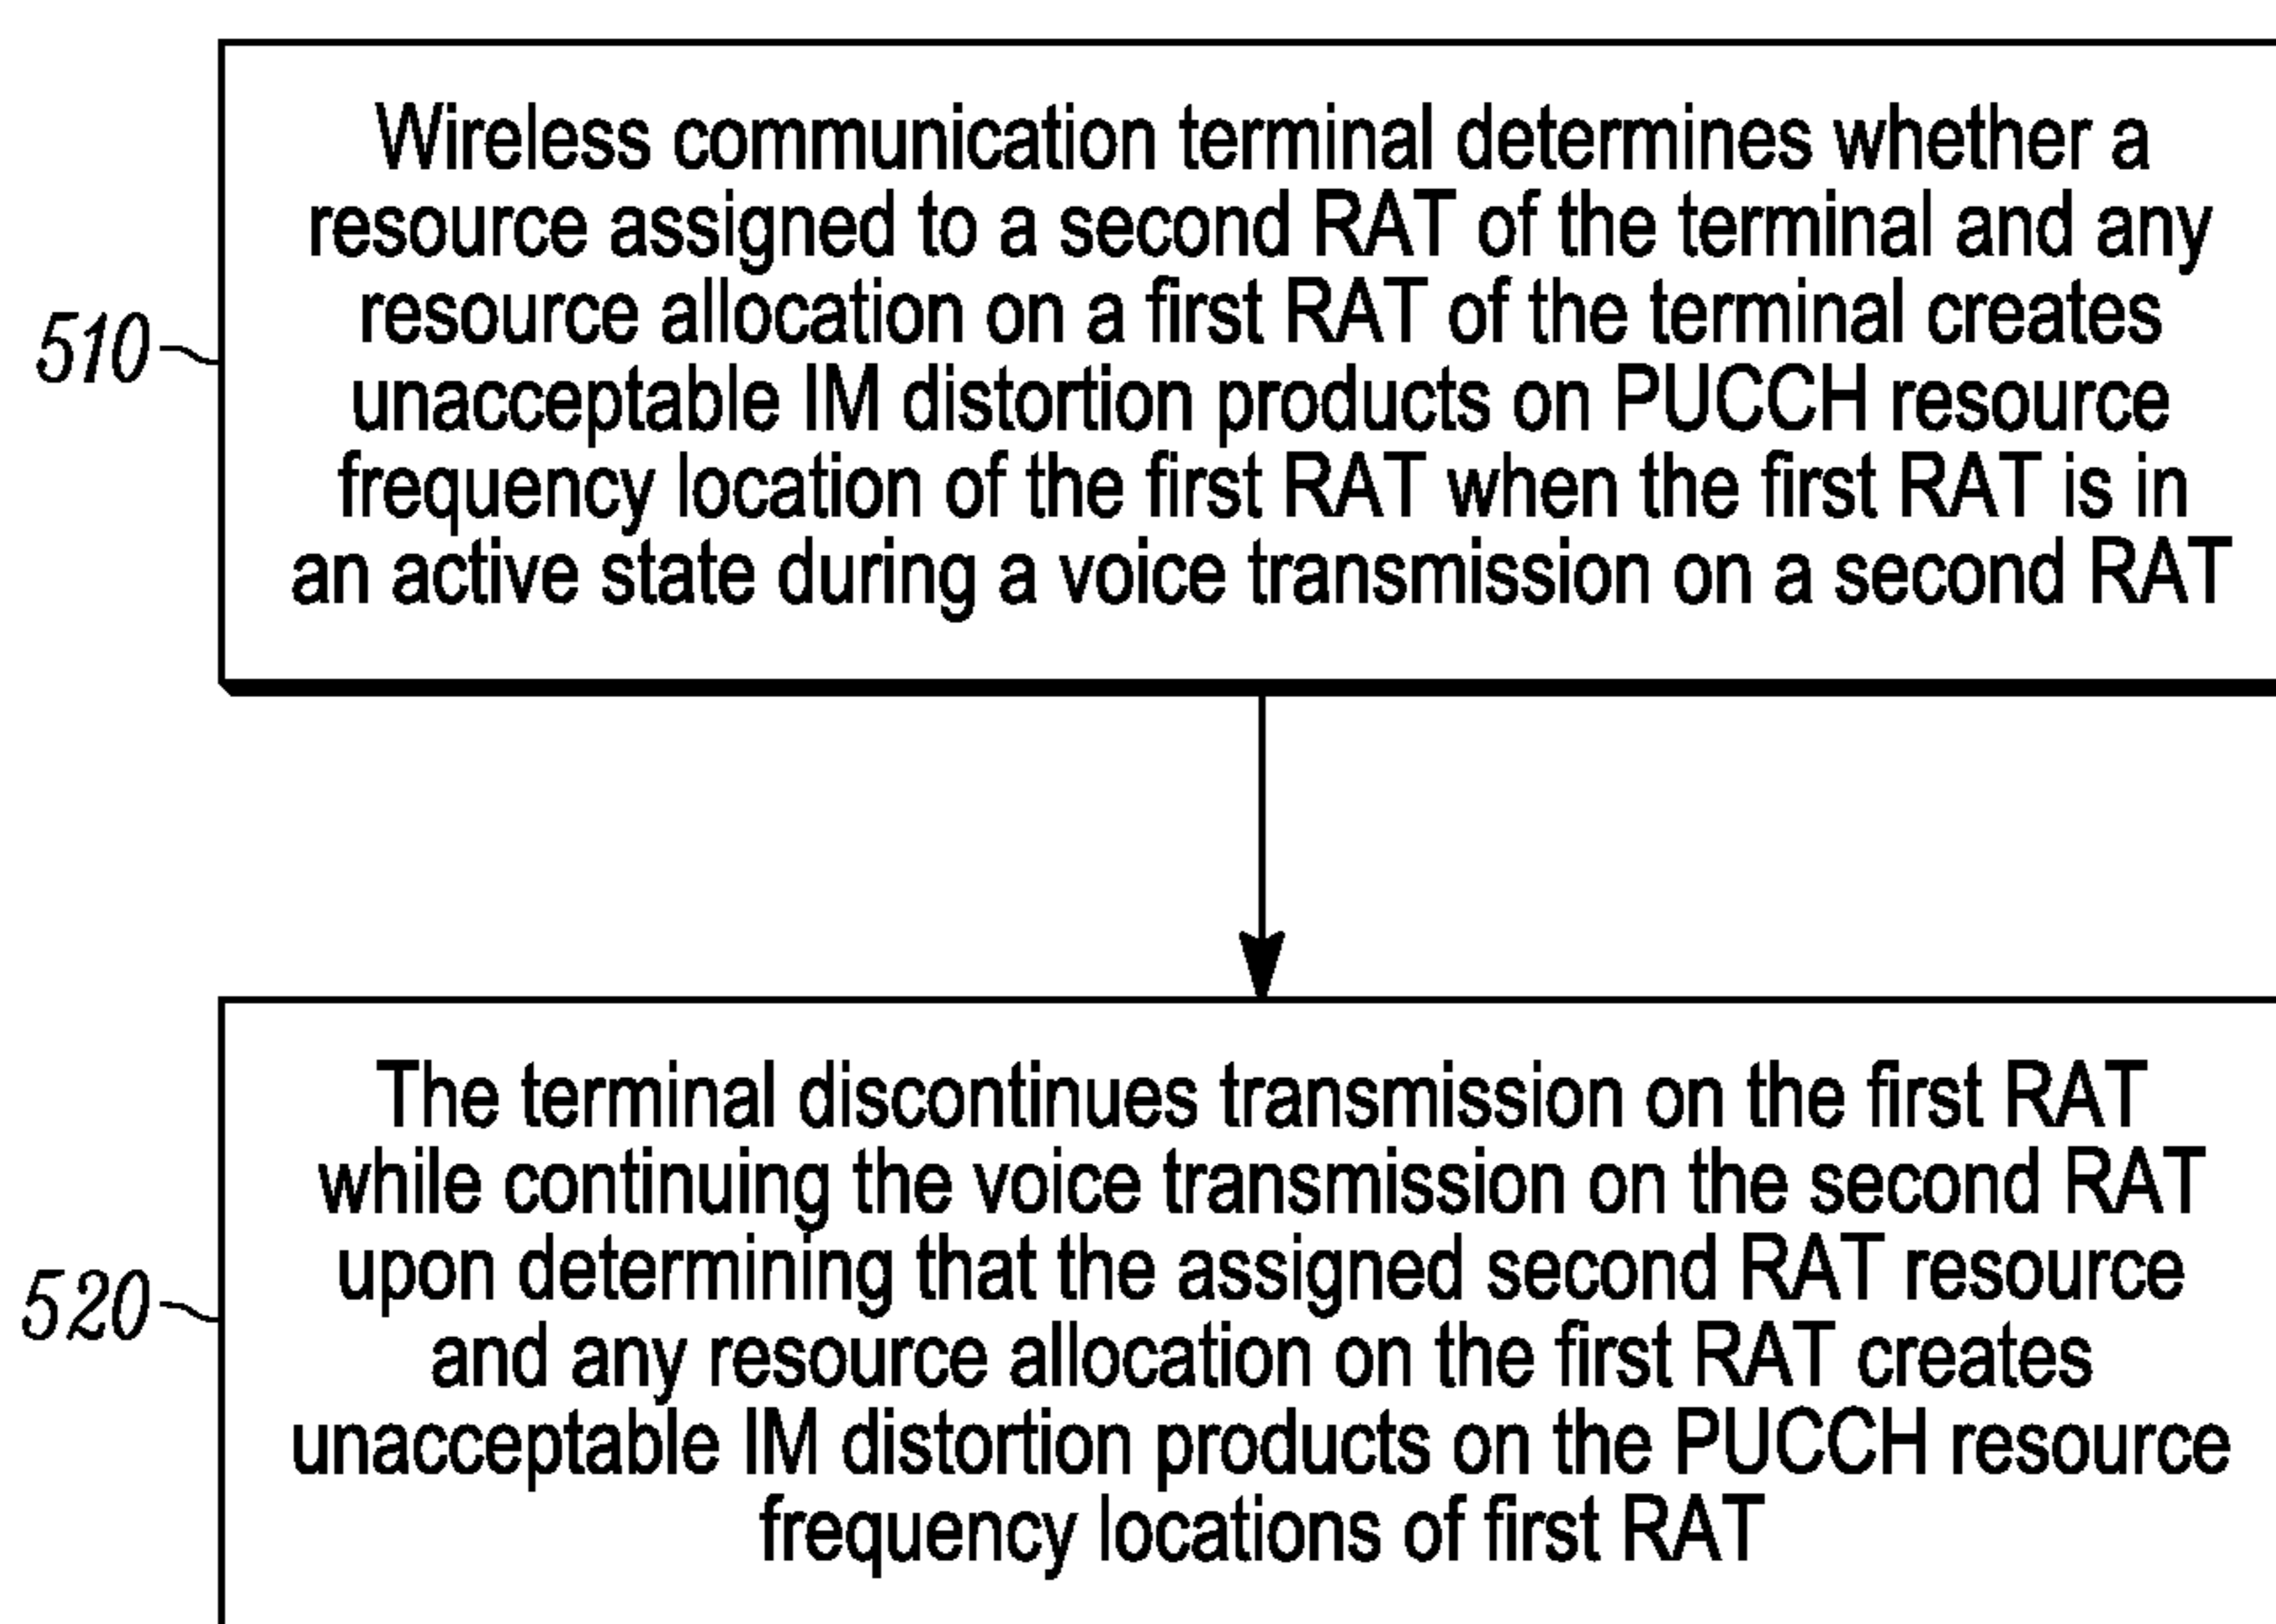 Wireless communication terminal determines whether a
resource assigned to a second RAT of the terminal and any
resource allocation on a first RAT of the terminal creates
unacceptable IM distortion products on PUCCH resource
frequency location of the first RAT when the first RAT is in
an active state during a voice transmission on a second RAT
510
The terminal discontinues transmission on the first RAT
while continuing the voice transmission on the second RAT
upon determining that the assigned second RAT resource
and any resource allocation on the first RAT creates
unacceptable IM distortion products on the PUCCH resource
frequency locations of first RAT
520